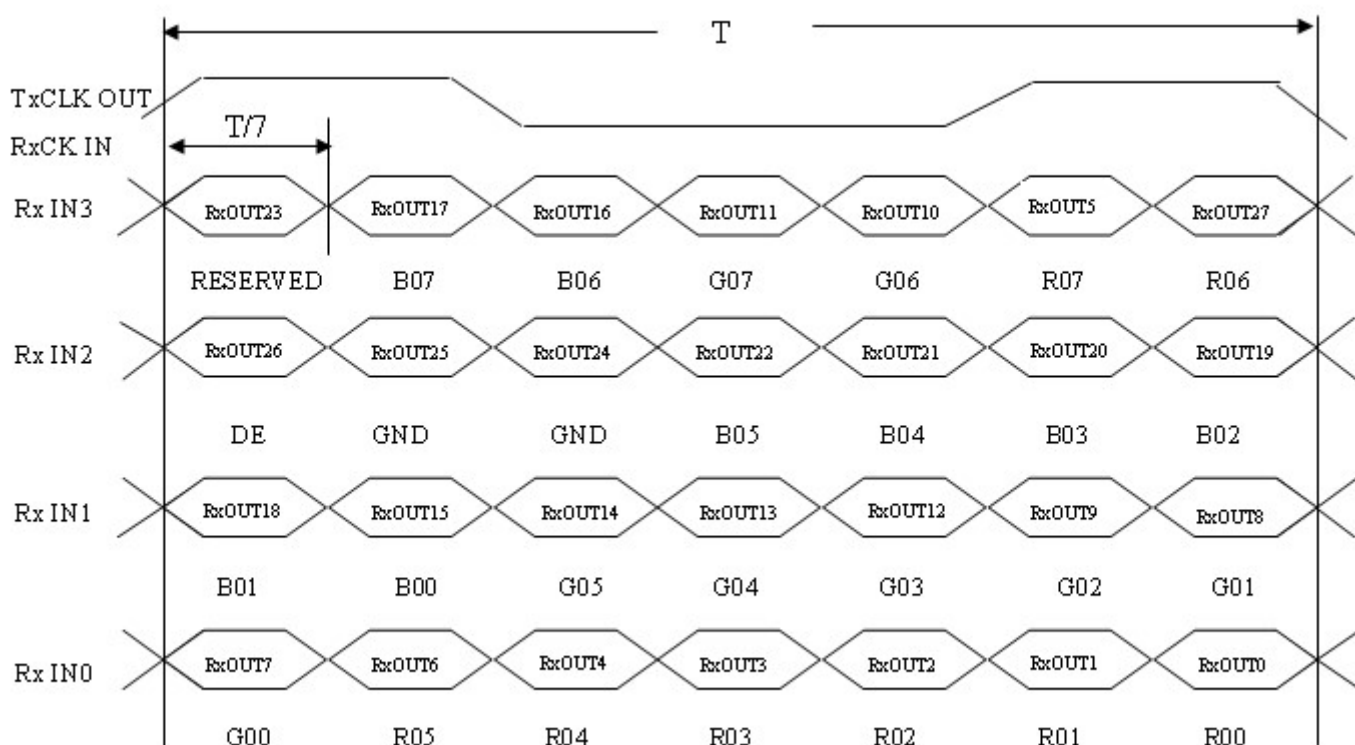 T
TxCLK OUT
T/7
RxCK IN
Rx IN3 RxOUT23 RxOUT17 RxOUT16 RxOUT11 RxOUT10 RxOUT5 RxOUT27
RESERVED B07 B06 G07 G06 R07 R06
Rx IN2 RxOUT26 RxOUT25 RxOUT24 RxOUT22 RxOUT21 RxOUT20 RxOUT19
DE GND GND B05 B04 B03 B02
Rx IN1 RxOUT18 RxOUT15 RxOUT14 RxOUT13 RxOUT12 RxOUT9 RxOUT8
B01 B00 G05 G04 G03 G02 G01
Rx IN0 RxOUT7 RxOUT6 RxOUT4 RxOUT3 RxOUT2 RxOUT1 RxOUT0
G00 R05 R04 R03 R02 R01 R00